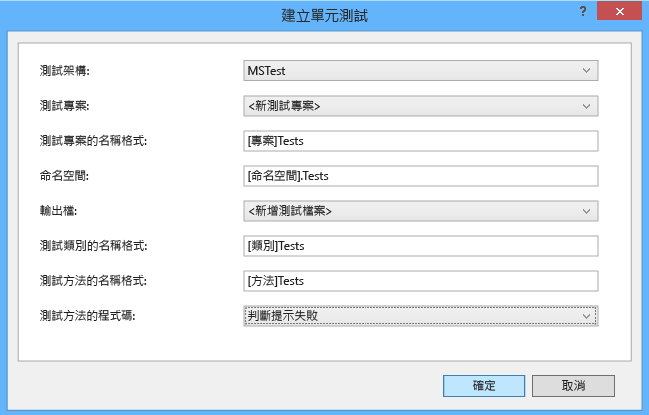 建立單元測試
?
測試架構: MSTest
測試專案: <新測試專案>
測試專案的名稱格式: [專案]Tests
命名空間: [命名空間].Tests
輸出檔: <新增測試檔案>
測試類別的名稱格式: [類別]Tests
測試方法的名稱格式: [方法]Tests
測試方法的程式碼: 判斷提示失敗
確定 取消